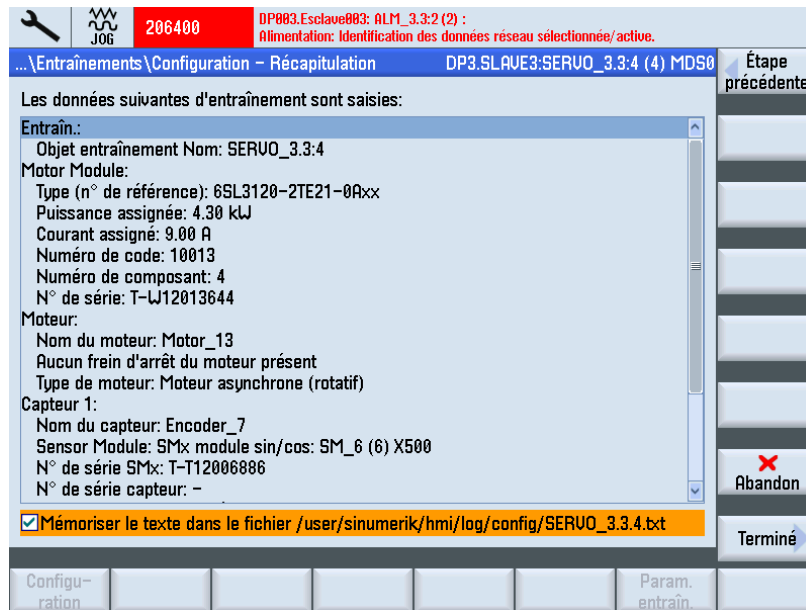 JOG
206400
DP003.Esclave003: ALM_3.3:2 (2) :
Alimentation: Identification des données réseau sélectionnée/active.
...\Entraînements\Configuration - Récapitulation
DP3.SLAVE3:SERVO_3.3:4 (4) MDS0
Étape
précédente
Les données suivantes d'entraînement sont saisies:
Entraîn.:
Objet entraînement Nom: SERVO_3.3:4
Motor Module:
Type (n° de référence): 6SL3120-2TE21-0Axx
Puissance assignée: 4.30 kW
Courant assigné: 9.00 A
Numéro de code: 10013
Numéro de composant: 4
N° de série: T-W12013644
Moteur:
Nom du moteur: Motor_13
Aucun frein d'arrêt du moteur présent
Type de moteur: Moteur asynchrone (rotatif)
Capteur 1:
Nom du capteur: Encoder_7
Sensor Module: SMx module sin/cos: SM_6 (6) X500
N° de série SMx: T-T12006886
N° de série capteur: -
Abandon
Mémoriser le texte dans le fichier /user/sinumerik/hmi/log/config/SERVO_3.3.4.txt
Terminé
Configu-
ration
Param.
entraîn.